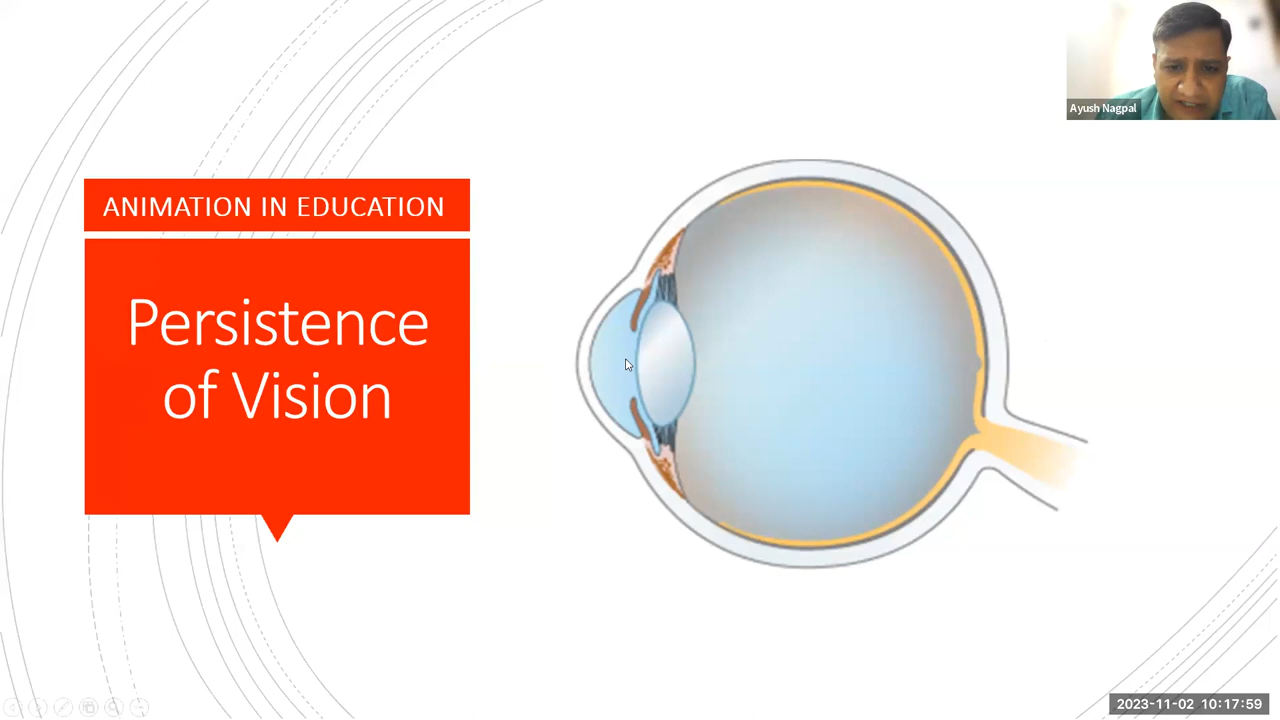 Ayush Nagpal
ANIMATION IN EDUCATION
Persistence
of Vision
2023-11-02 10:17:59